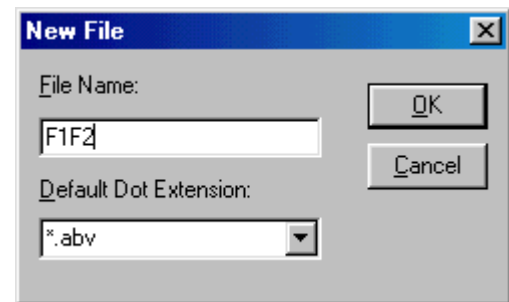 New File
File Name:
F1F2
Default Dot Extension:
*.abv
OK
Cancel